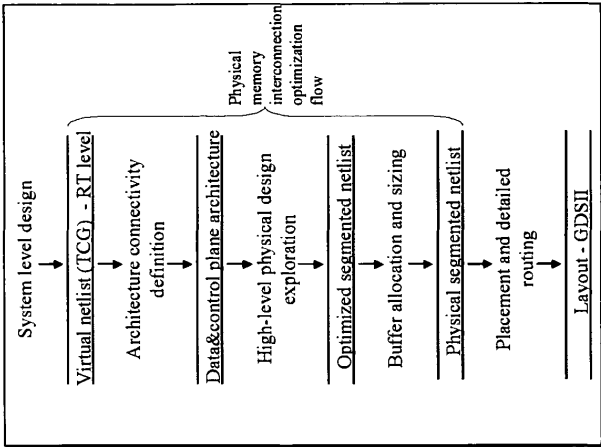 System level design
Virtual netlist (TCG) - RT level
Architecture connectivity
definition
Data&control plane architecture
High-level physical design
exploration
Optimized segmented netlist
Buffer allocation and sizing
Physical segmented netlist
Placement and detailed
routing
Layout - GDSII
Physical
memory
interconnection
optimization
flow